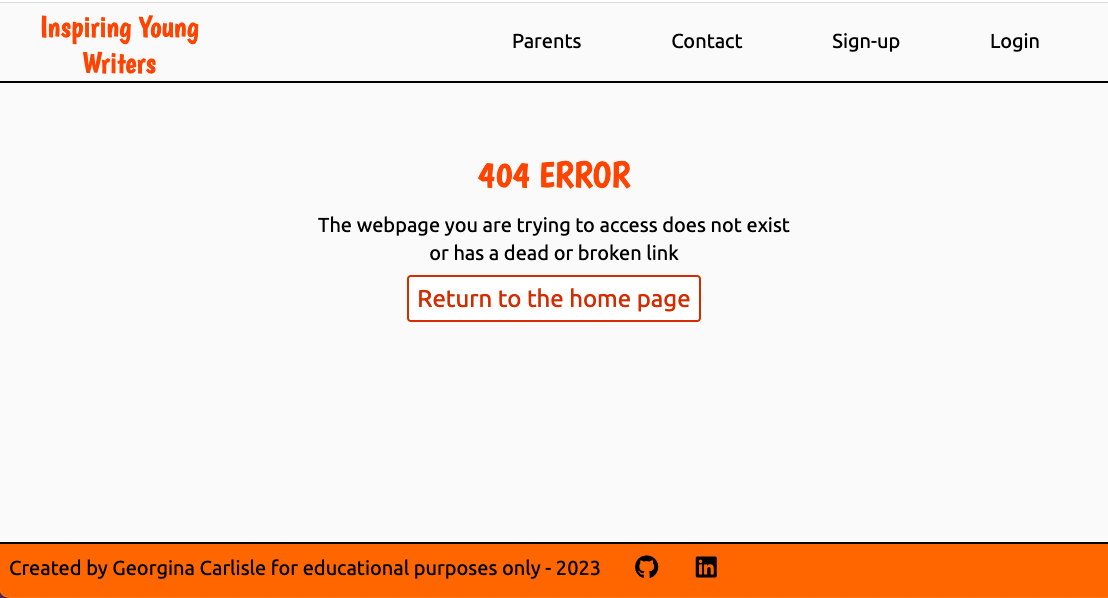 Inspiring Young
Writers
Parents Contact Sign-up Login
404 ERROR
The webpage you are trying to access does not exist
or has a dead or broken link
Return to the home page
Created by Georgina Carlisle for educational purposes only - 2023
in